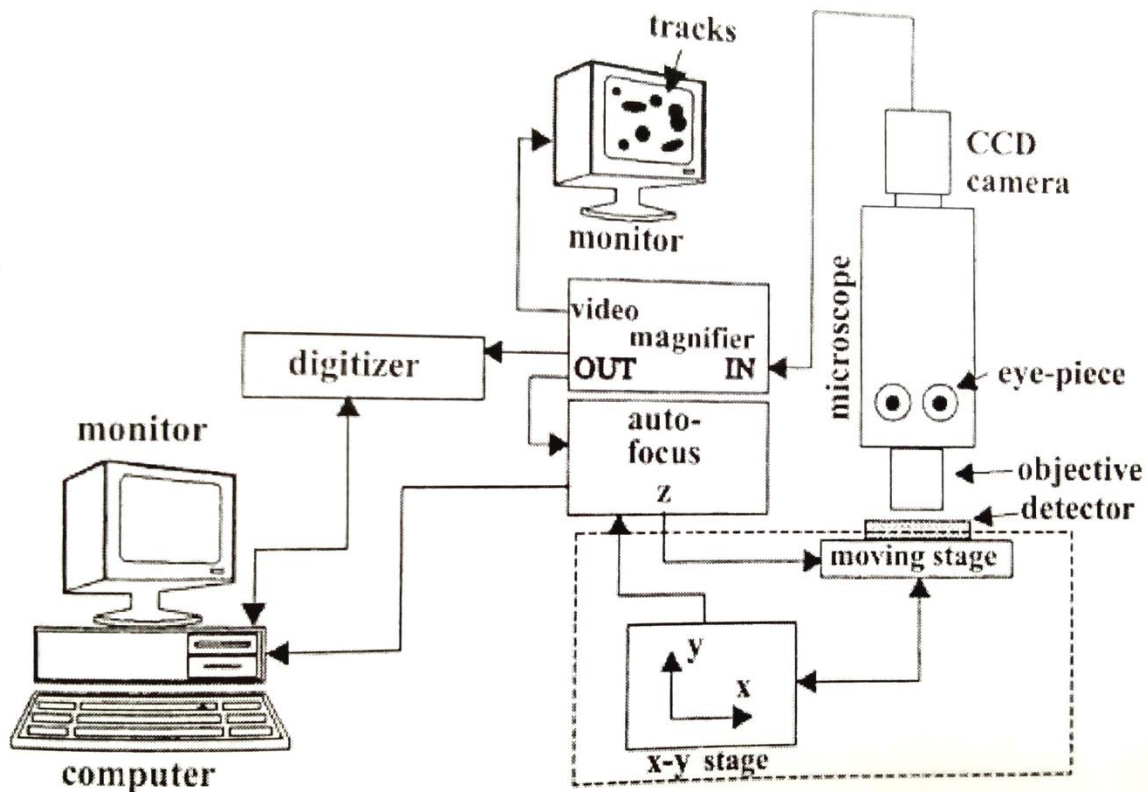 tracks
CCD
camera
monitor
microscope
video
magnifier
OUT IN
digitizer
eye-piece
monitor
auto-
focus
z
objective
detector
moving stage
y
x
x-y stage
computer